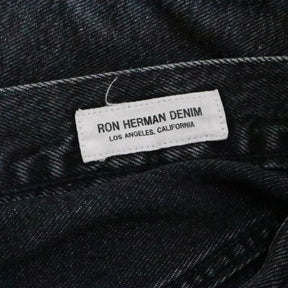 RON HERMAN DENIM
LOS ANGELES, CALIFORNIA